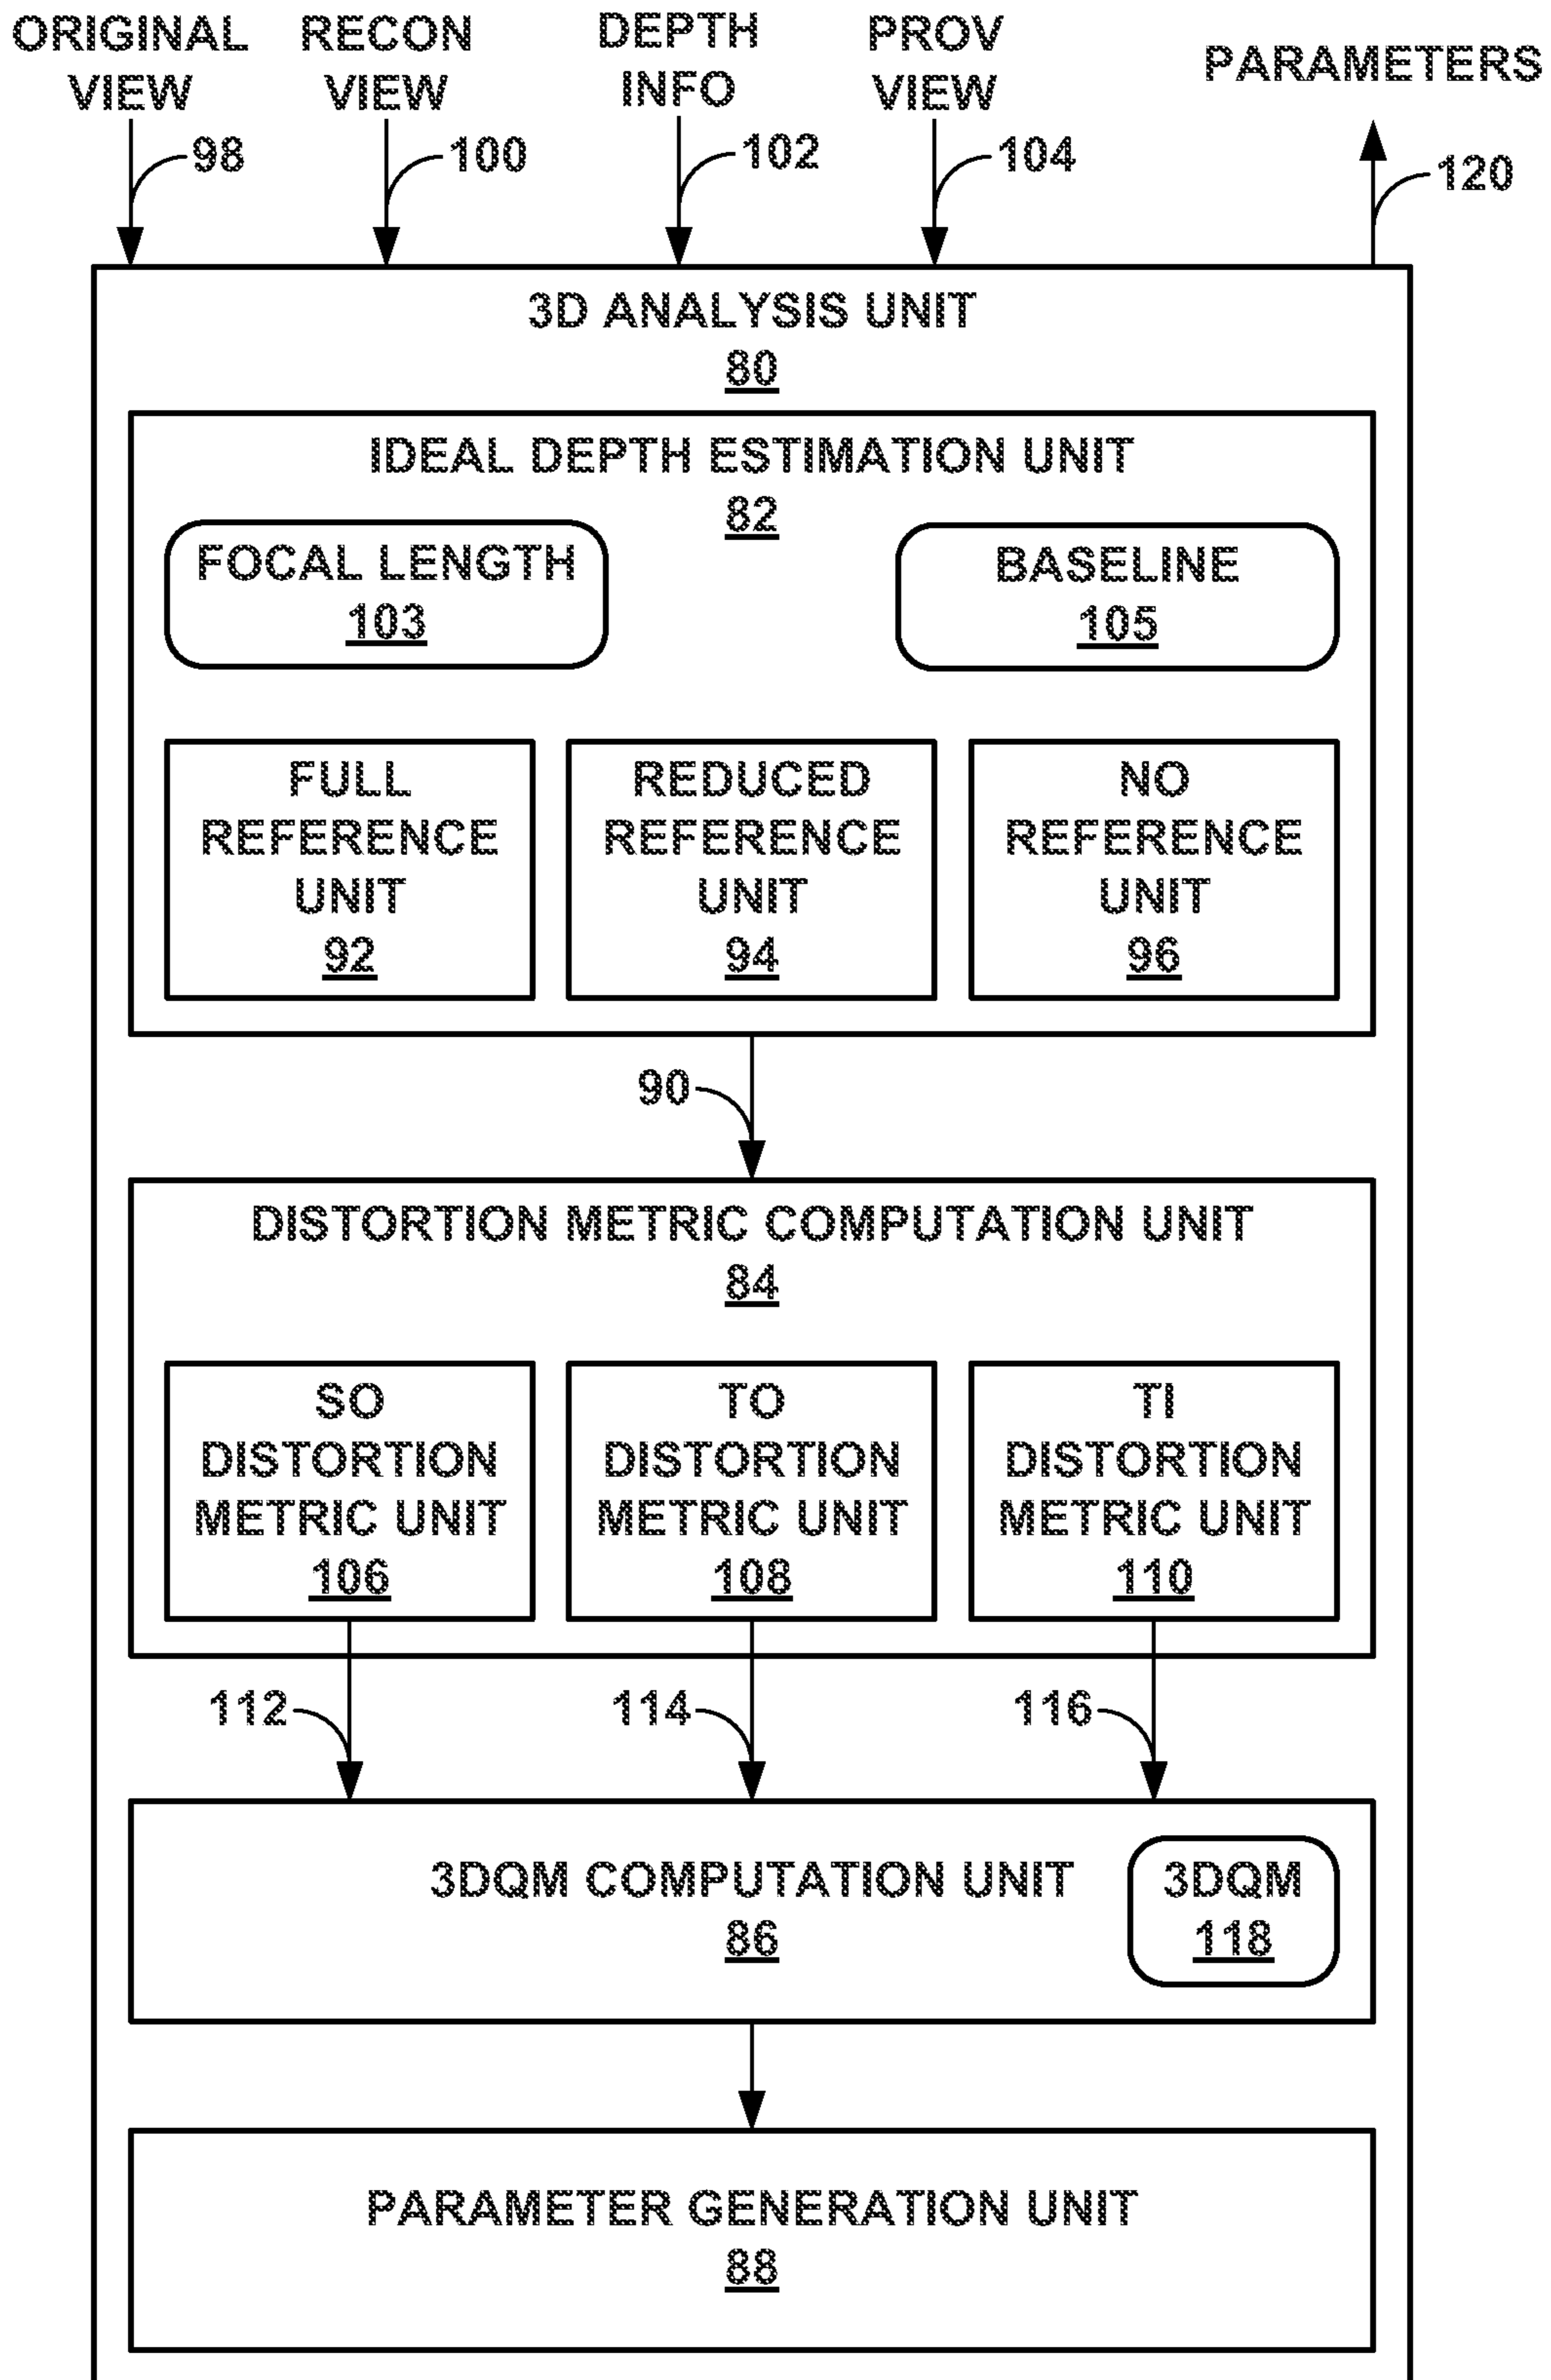 ORIGINAL VIEW
98
RECON VIEW
100
DEPTH INFO
102
PROV VIEW
104
PARAMETERS
120
3D ANALYSIS UNIT
80
IDEAL DEPTH ESTIMATION UNIT
82
FOCAL LENGTH
103
BASELINE
105
FULL
REFERENCE
UNIT
92
REDUCED
REFERENCE
UNIT
94
NO
REFERENCE
UNIT
96
90
DISTORTION METRIC COMPUTATION UNIT
84
SO
DISTORTION
METRIC UNIT
106
TO
DISTORTION
METRIC UNIT
108
TI
DISTORTION
METRIC UNIT
110
112
114
116
3DQM COMPUTATION UNIT
86
3DQM
118
PARAMETER GENERATION UNIT
88